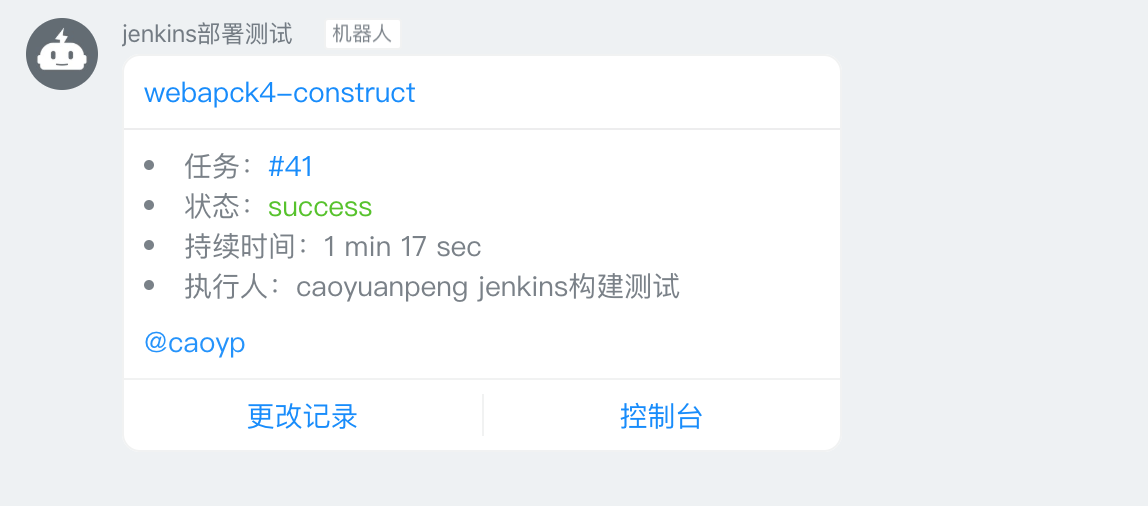 jenkins部署测试 机器人
webapck4-construct
• 任务：#41
• 状态：success
• 持续时间：1 min 17 sec
• 执行人：caoyuanpeng jenkins构建测试
@caoyp
更改记录 控制台